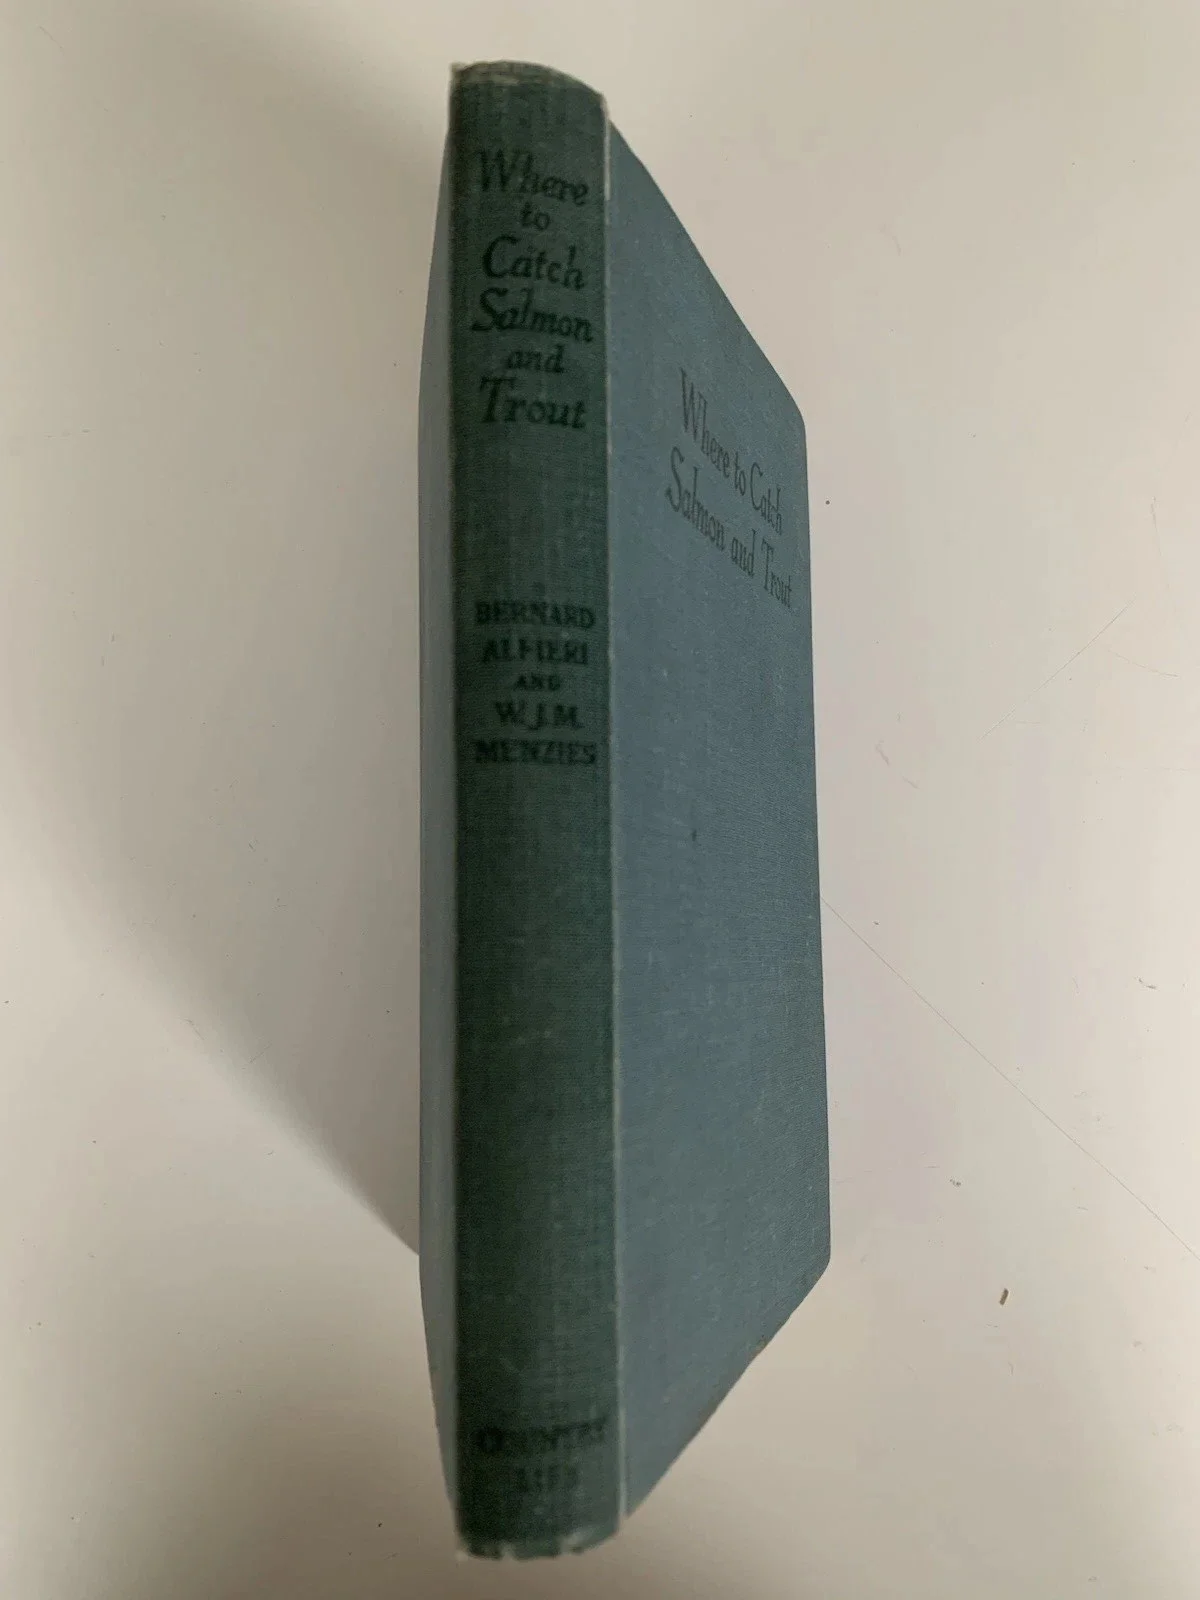 Where
to
Catch
Salmon
and
Trout
BERNARD
ALFIERI
AND
W. J. M.
MENZIES
COUNTRY
LIFE
Where to Catch
Salmon and Trout